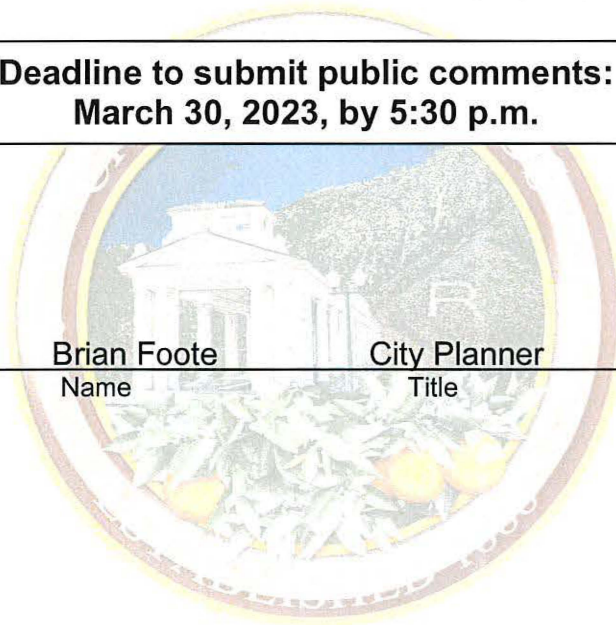 Deadline to submit public comments:
March 30, 2023, by 5:30 p.m.
R
Brian Foote City Planner
Name Title